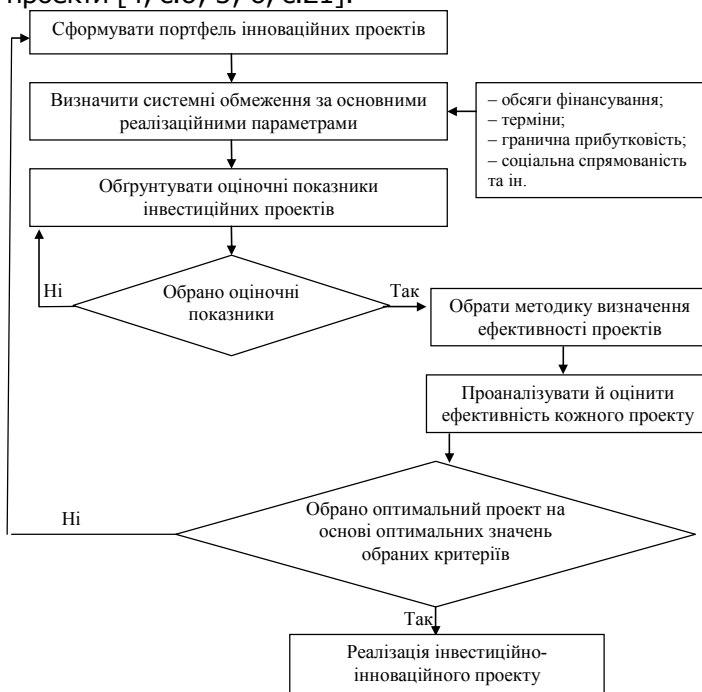 проєкти [4, с.6; 5; 6, с.21].
Сформувати портфель інноваційних проектів
Визначити системні обмеження за основними
реалізаційними параметрами
– обсяги фінансування;
– терміни;
– гранична прибутковість;
– соціальна спрямованість
та ін.
Обґрунтувати оціночні показники
інвестиційних проектів
Ні
Обрано оціночні
показники
Так
Обрати методику визначення
ефективності проектів
Проаналізувати й оцінити
ефективність кожного проекту
Ні
Обрано оптимальний проект на
основі оптимальних значень
обраних критеріїв
Так
Реалізація інвестиційно-
інноваційного проекту